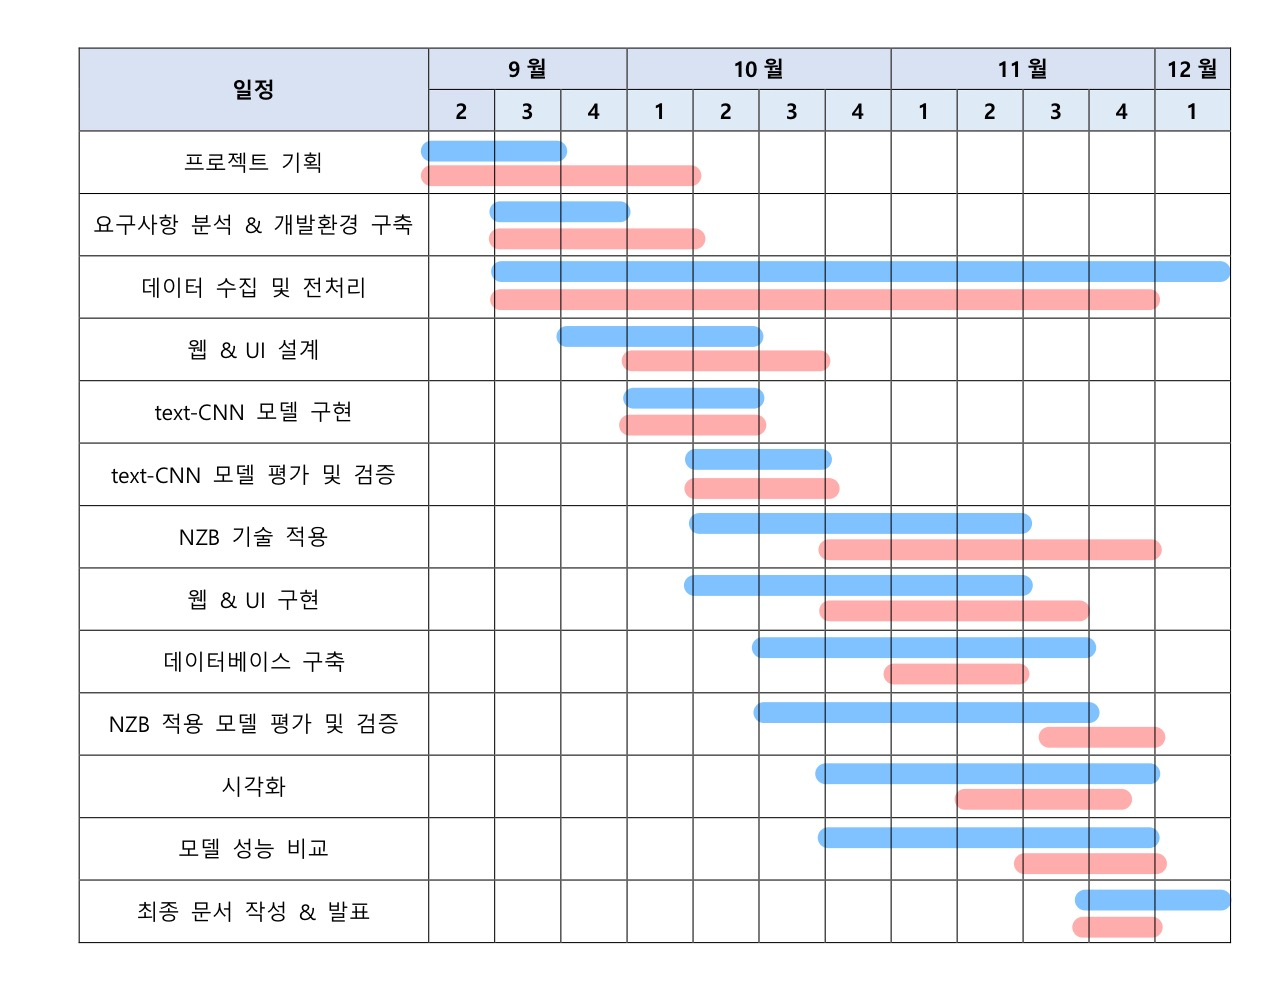 일정
9 월 10 월 11 월 12 월
2 3 4 1 2 3 4 1 2 3 4 1
프로젝트 기획
요구사항 분석 & 개발환경 구축
데이터 수집 및 전처리
웹 & UI 설계
text-CNN 모델 구현
text-CNN 모델 평가 및 검증
NZB 기술 적용
웹 & UI 구현
데이터베이스 구축
NZB 적용 모델 평가 및 검증
시각화
모델 성능 비교
최종 문서 작성 & 발표